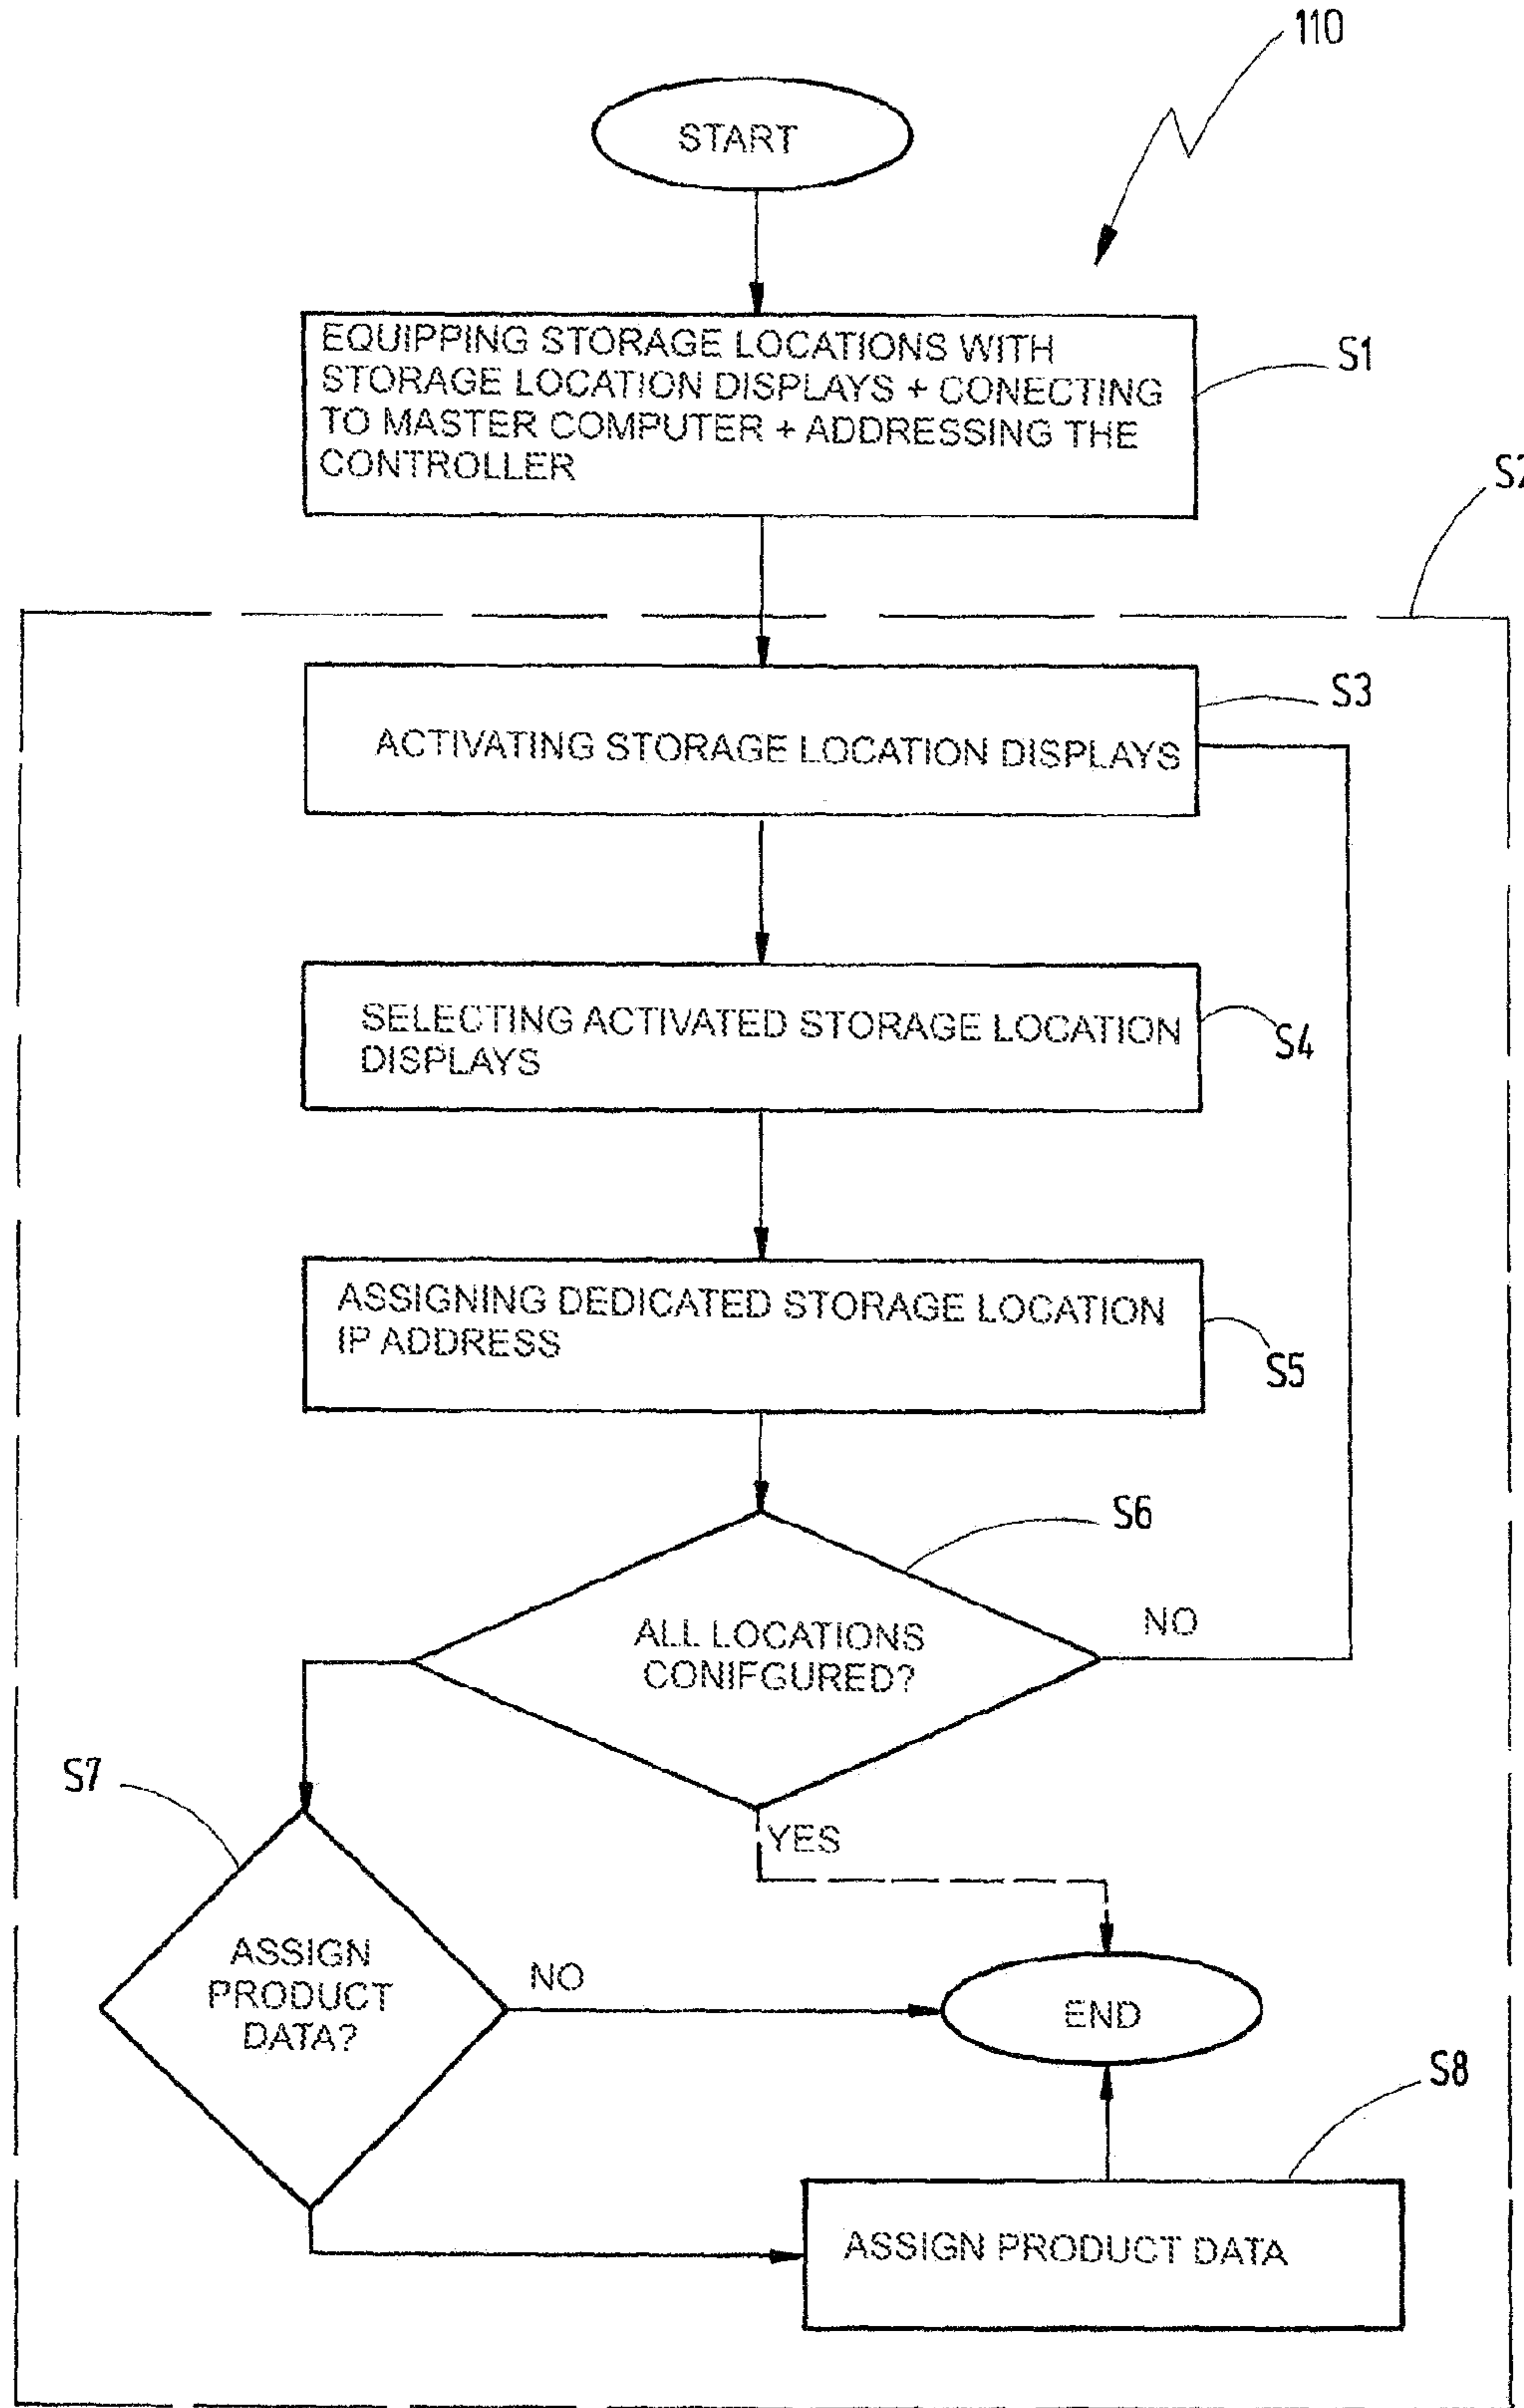 110
START
EQUIPPING STORAGE LOCATIONS WITH
STORAGE LOCATION DISPLAYS + CONECTING
TO MASTER COMPUTER + ADDRESSING THE
CONTROLLER
S1
S2
S3
ACTIVATING STORAGE LOCATION DISPLAYS
SELECTING ACTIVATED STORAGE LOCATION
DISPLAYS
S4
ASSIGNING DEDICATED STORAGE LOCATION
IP ADDRESS
S5
S6
ALL LOCATIONS
CONIFGURED?
NO
S7
YES
ASSIGN
PRODUCT
DATA?
NO
END
S8
ASSIGN PRODUCT DATA